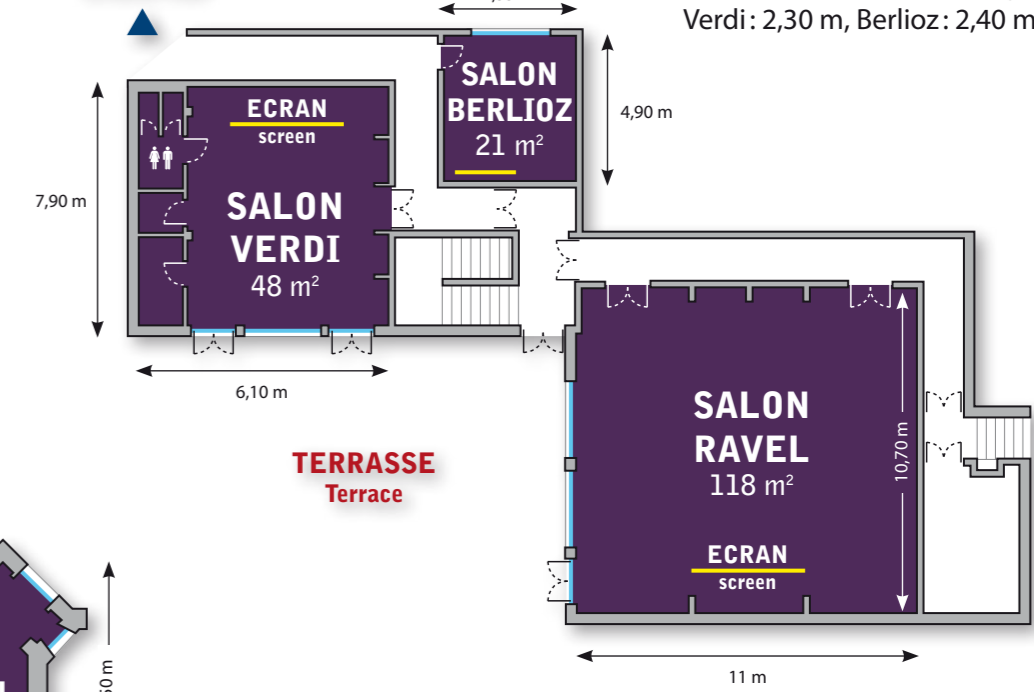 Verdi : 2,30 m, Berlioz : 2,40 m
SALON
BERLIOZ
21 m²
4,90 m
ECRAN
screen
7,90 m
SALON
VERDI
48 m²
6,10 m
TERRASSE
Terrace
SALON
RAVEL
118 m²
10,70 m
ECRAN
screen
11 m